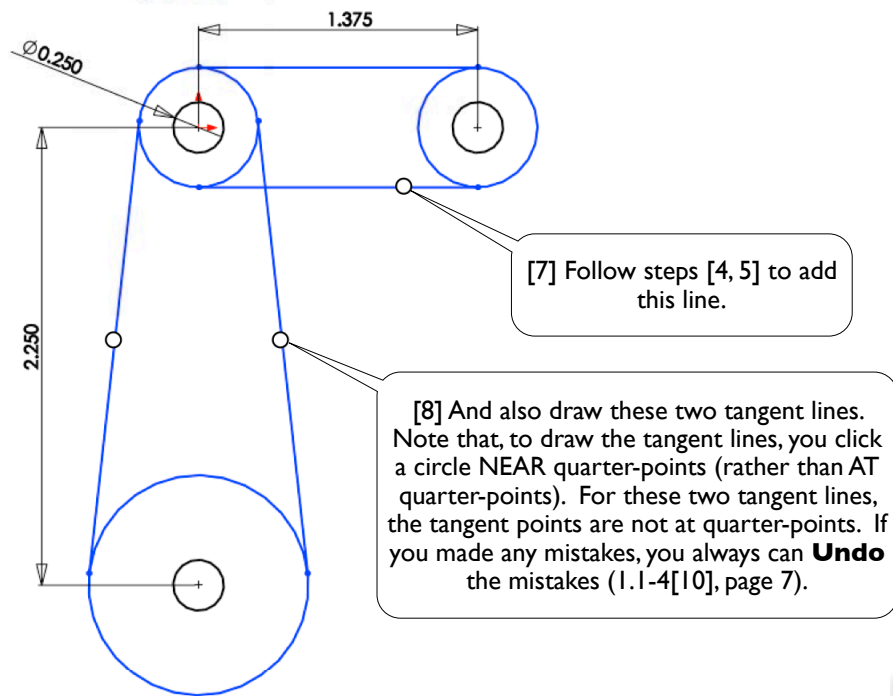 1.375
Ø0.250
2.250
[7] Follow steps [4, 5] to add
this line.
[8] And also draw these two tangent lines.
Note that, to draw the tangent lines, you click
a circle NEAR quarter-points (rather than AT
quarter-points). For these two tangent lines,
the tangent points are not at quarter-points. If
you made any mistakes, you always can Undo
the mistakes (1.1-4[10], page 7).